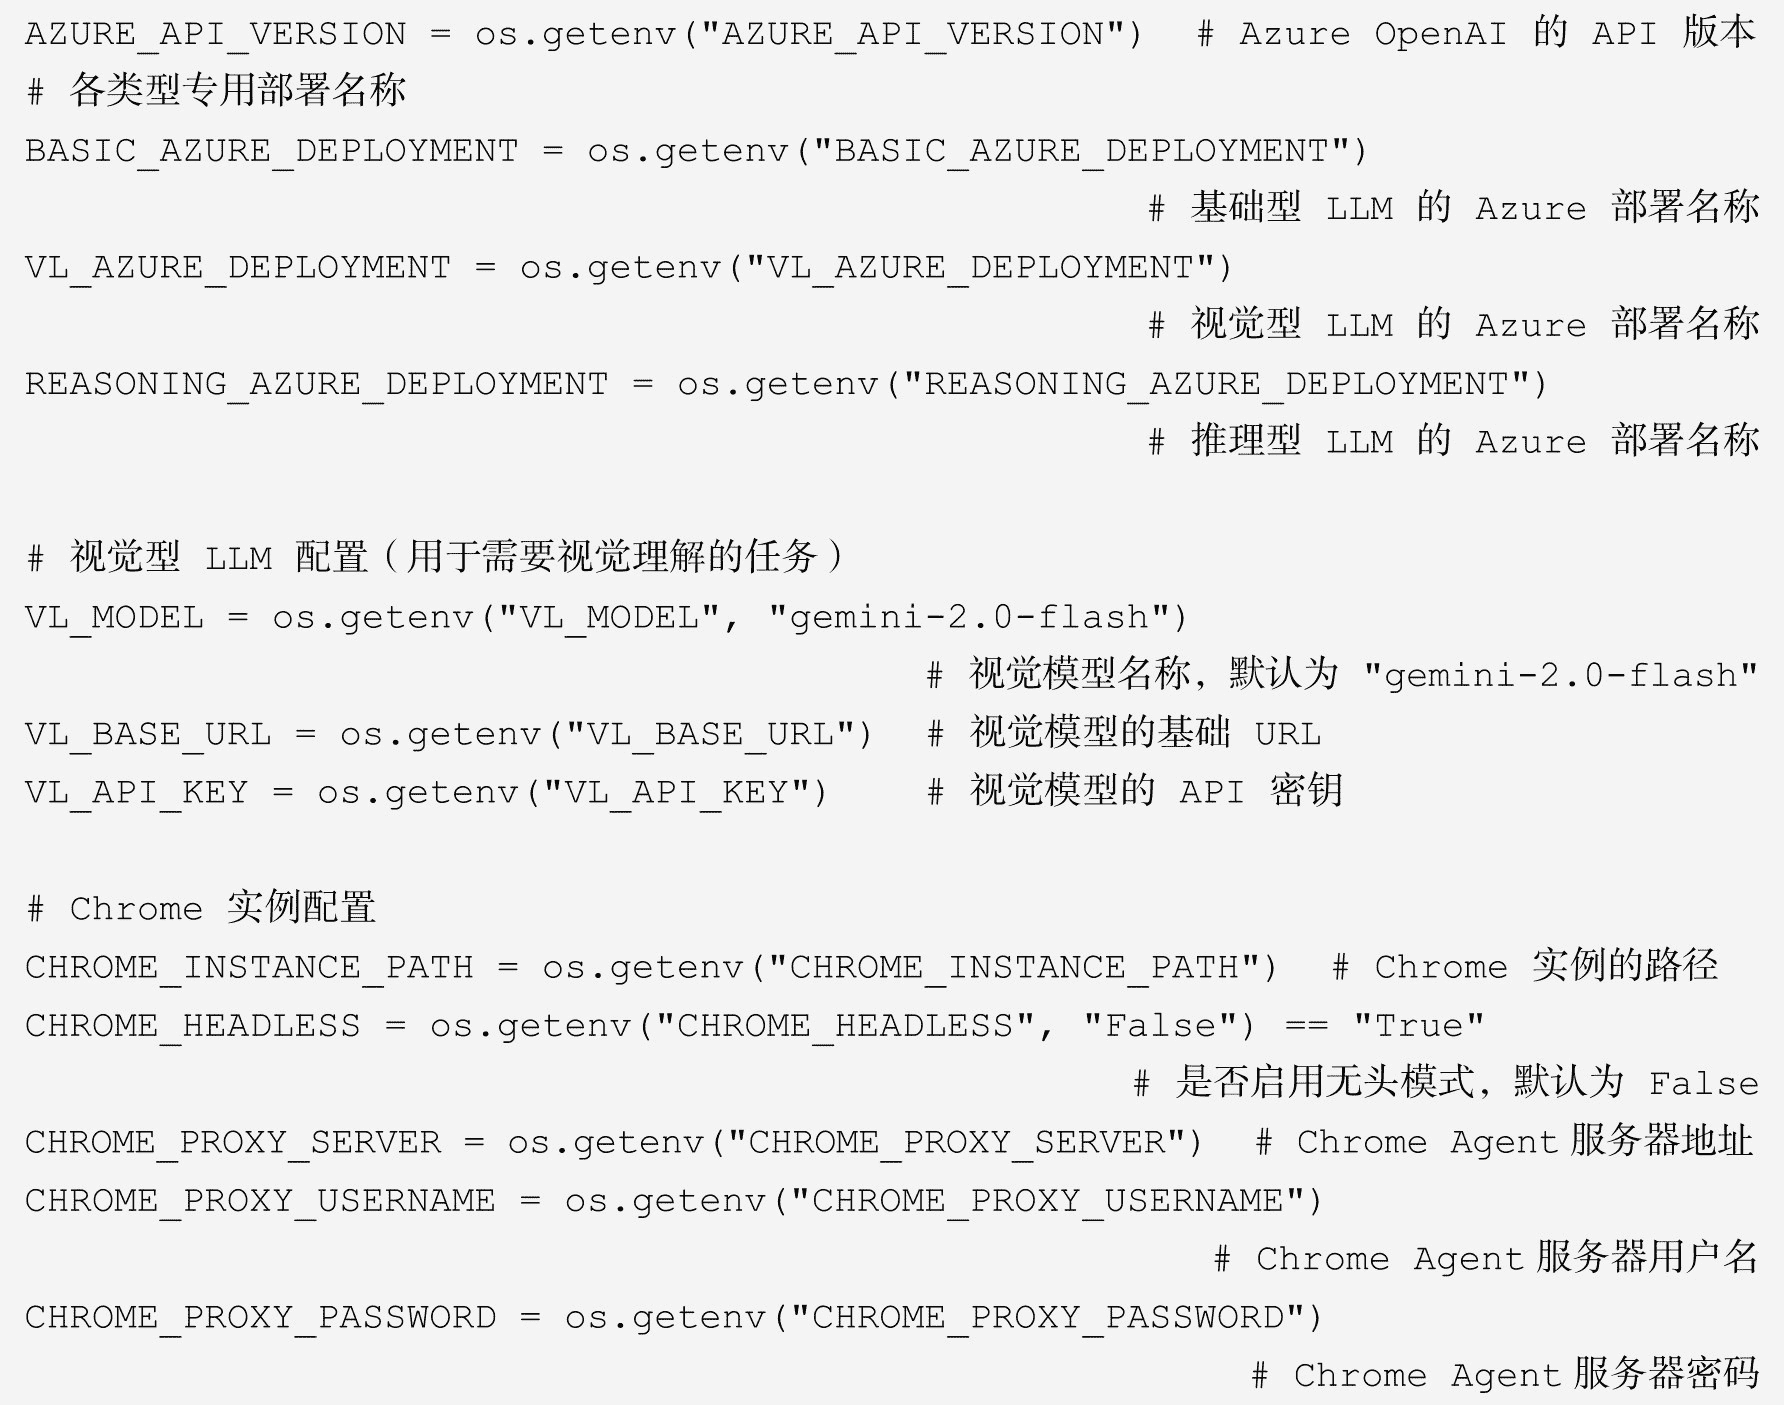 AZURE_API_VERSION = os.getenv("AZURE_API_VERSION")  # Azure OpenAI 的 API 版本
# 各类型专用部署名称
BASIC_AZURE_DEPLOYMENT = os.getenv("BASIC_AZURE_DEPLOYMENT")
# 基础型 LLM 的 Azure 部署名称
VL_AZURE_DEPLOYMENT = os.getenv("VL_AZURE_DEPLOYMENT")
# 视觉型 LLM 的 Azure 部署名称
REASONING_AZURE_DEPLOYMENT = os.getenv("REASONING_AZURE_DEPLOYMENT")
# 推理型 LLM 的 Azure 部署名称
# 视觉型 LLM 配置（用于需要视觉理解的任务）
VL_MODEL = os.getenv("VL_MODEL", "gemini-2.0-flash")
# 视觉模型名称，默认为 "gemini-2.0-flash"
VL_BASE_URL = os.getenv("VL_BASE_URL")  # 视觉模型的基础 URL
VL_API_KEY = os.getenv("VL_API_KEY")    # 视觉模型的 API 密钥
# Chrome 实例配置
CHROME_INSTANCE_PATH = os.getenv("CHROME_INSTANCE_PATH")  # Chrome 实例的路径
CHROME_HEADLESS = os.getenv("CHROME_HEADLESS", "False") == "True"
# 是否启用无头模式，默认为 False
CHROME_PROXY_SERVER = os.getenv("CHROME_PROXY_SERVER")  # Chrome Agent 服务器地址
CHROME_PROXY_USERNAME = os.getenv("CHROME_PROXY_USERNAME")
# Chrome Agent 服务器用户名
CHROME_PROXY_PASSWORD = os.getenv("CHROME_PROXY_PASSWORD")
# Chrome Agent 服务器密码